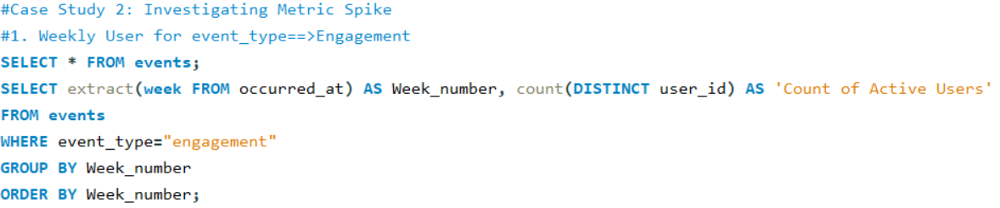 #Case Study 2: Investigating Metric Spike
#1. Weekly User for event_type==>Engagement
SELECT * FROM events;
SELECT extract(week FROM occurred_at) AS Week_number, count(DISTINCT user_id) AS 'Count of Active Users'
FROM events
WHERE event_type="engagement"
GROUP BY Week_number
ORDER BY Week_number;